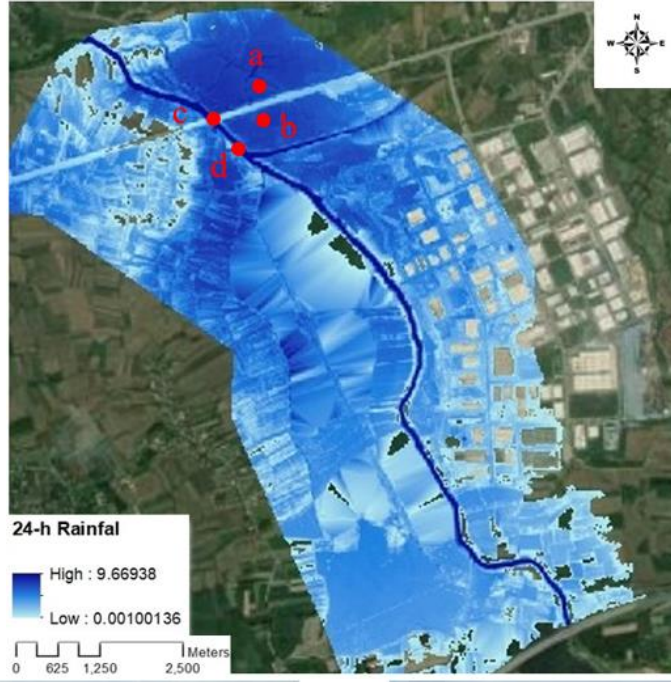 N
W E
S
a
c
b
d
24-h Rainfal
High : 9.66938
Low : 0.00100136
Meters
0 625 1,250 2,500